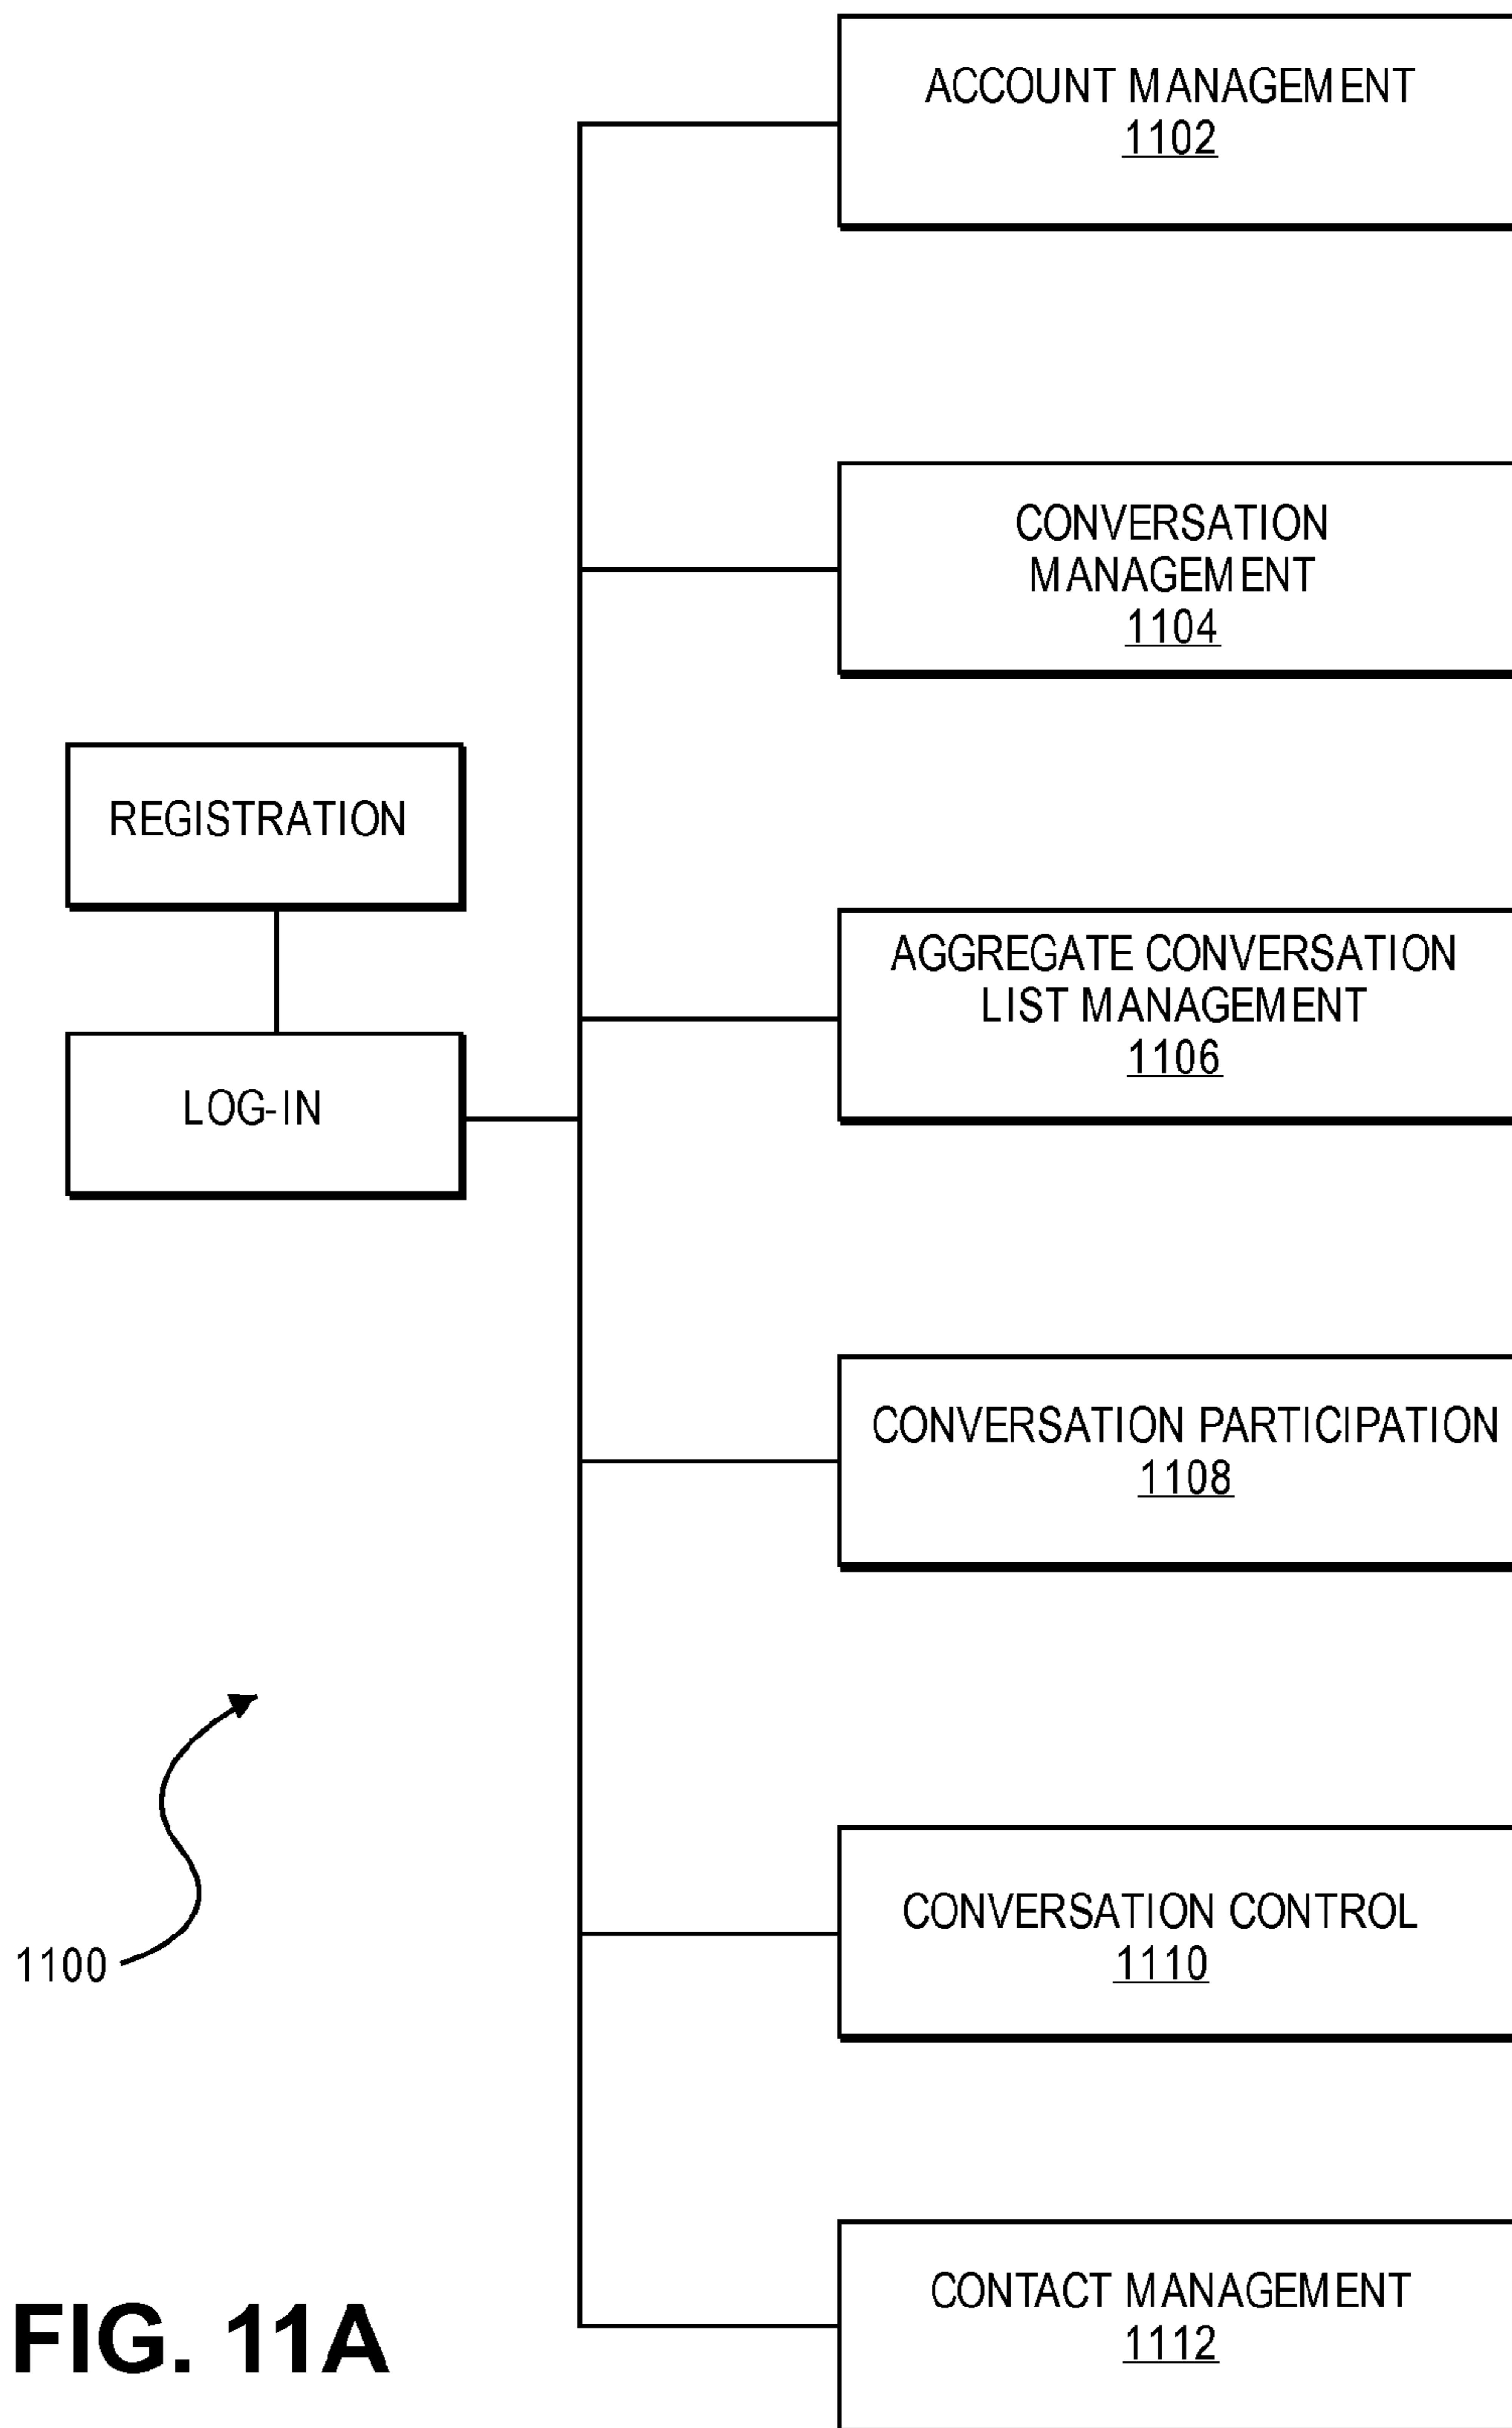 ACCOUNT MANAGEMENT
1102
CONVERSATION
MANAGEMENT
1104
REGISTRATION
AGGREGATE CONVERSATION
LIST MANAGEMENT
1106
LOG-IN
CONVERSATION PARTICIPATION
1108
CONVERSATION CONTROL
1110
1100
CONTACT MANAGEMENT
1112
FIG. 11A